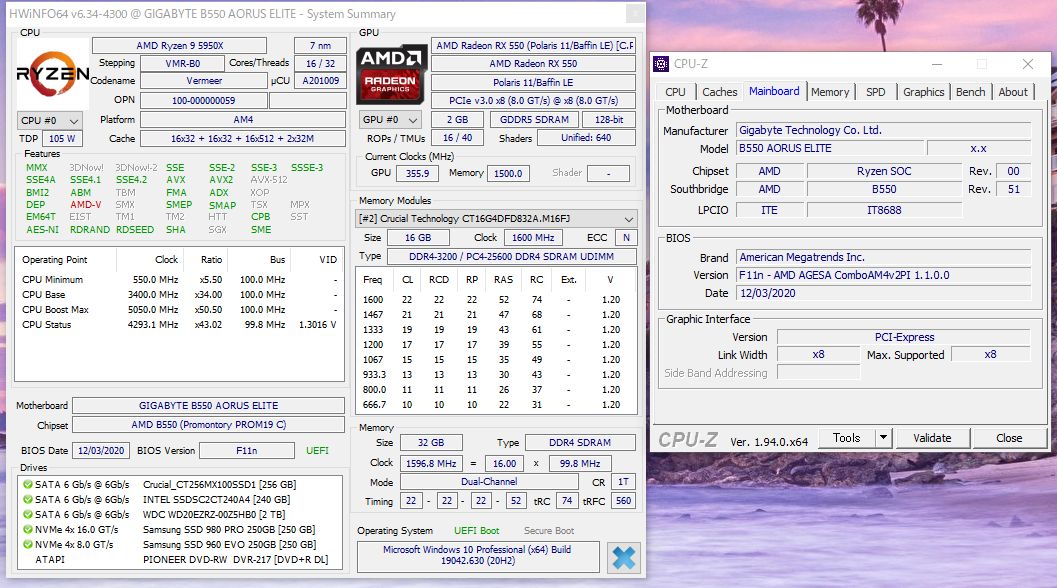 HWiNFO64 v6.34-4300 @ GIGABYTE B550 AORUS ELITE - System Summary
CPU
RYZEN
AMD Ryzen 9 5950X 7 nm
Stepping VMR-B0 Cores/Threads 16 / 32
Codename Vermeer µCU A201009
OPN 100-000000059
CPU #0 Platform AM4
TDP 105 W Cache 16x32 + 16x32 + 16x512 + 2x32M
Features
MMX 3DNow! 3DNow!-2 SSE SSE-2 SSE-3 SSSE-3
SSE4A SSE4.1 SSE4.2 AVX AVX2 AVX-512
BMI2 ABM TBM FMA ADX XOP
DEP AMD-V SMX SMEP SMAP TSX MPX
EM64T EIST TM1 TM2 HTT CPB SST
AES-NI RDRAND RDSEED SHA SGX SME
Operating Point Clock Ratio Bus VID
CPU Minimum 550.0 MHz x5.50 100.0 MHz -
CPU Base 3400.0 MHz x34.00 100.0 MHz -
CPU Boost Max 5050.0 MHz x50.50 100.0 MHz -
CPU Status 4293.1 MHz x43.02 99.8 MHz 1.3016 V
Motherboard GIGABYTE B550 AORUS ELITE
Chipset AMD B550 (Promontory PROM19 C)
BIOS Date 12/03/2020 BIOS Version F11n UEFI
Drives
SATA 6 Gb/s @ 6Gb/s Crucial_CT256MX100SSD1 [256 GB]
SATA 6 Gb/s @ 6Gb/s INTEL SSDSC2CT240A4 [240 GB]
SATA 6 Gb/s @ 6Gb/s WDC WD20EZRZ-00Z5HB0 [2 TB]
NVMe 4x 16.0 GT/s Samsung SSD 980 PRO 250GB [250 GB]
NVMe 4x 8.0 GT/s Samsung SSD 960 EVO 250GB [250 GB]
ATAPI PIONEER DVD-RW DVR-217 [DVD+R DL]
GPU
AMD
RADEON
GRAPHICS
AMD Radeon RX 550 (Polaris 11/Baffin LE) [C.F
AMD Radeon RX 550
Polaris 11/Baffin LE
PCIe v3.0 x8 (8.0 GT/s) @ x8 (8.0 GT/s)
GPU #0 2 GB GDDR5 SDRAM 128-bit
ROPs / TMUs 16 / 40 Shaders Unified: 640
Current Clocks (MHz)
GPU 355.9 Memory 1500.0 Shader -
Memory Modules
[#2] Crucial Technology CT16G4DFD832A.M16FJ
Size 16 GB Clock 1600 MHz ECC N
Type DDR4-3200 / PC4-25600 DDR4 SDRAM UDIMM
Freq CL RCD RP RAS RC Ext. V
1600 22 22 22 52 74 - 1.20
1467 21 21 21 47 68 - 1.20
1333 19 19 19 43 61 - 1.20
1200 17 17 17 39 55 - 1.20
1067 15 15 15 35 49 - 1.20
933.3 13 13 13 30 43 - 1.20
800.0 11 11 11 26 37 - 1.20
666.7 10 10 10 22 31 - 1.20
Memory
Size 32 GB Type DDR4 SDRAM
Clock 1596.8 MHz = 16.00 x 99.8 MHz
Mode Dual-Channel CR 1T
Timing 22 - 22 - 22 - 52 tRC 74 tRFC 560
Operating System UEFI Boot Secure Boot
Microsoft Windows 10 Professional (x64) Build
19042.630 (20H2)
CPU-Z
CPU Caches Mainboard Memory SPD Graphics Bench About
Motherboard
Manufacturer Gigabyte Technology Co. Ltd.
Model B550 AORUS ELITE x.x
Chipset AMD Ryzen SOC Rev. 00
Southbridge AMD B550 Rev. 51
LPCIO ITE IT8688
BIOS
Brand American Megatrends Inc.
Version F11n - AMD AGESA ComboAM4v2PI 1.1.0.0
Date 12/03/2020
Graphic Interface
Version PCI-Express
Link Width x8 Max. Supported x8
Side Band Addressing
CPU-Z Ver. 1.94.0.x64 Tools Validate Close